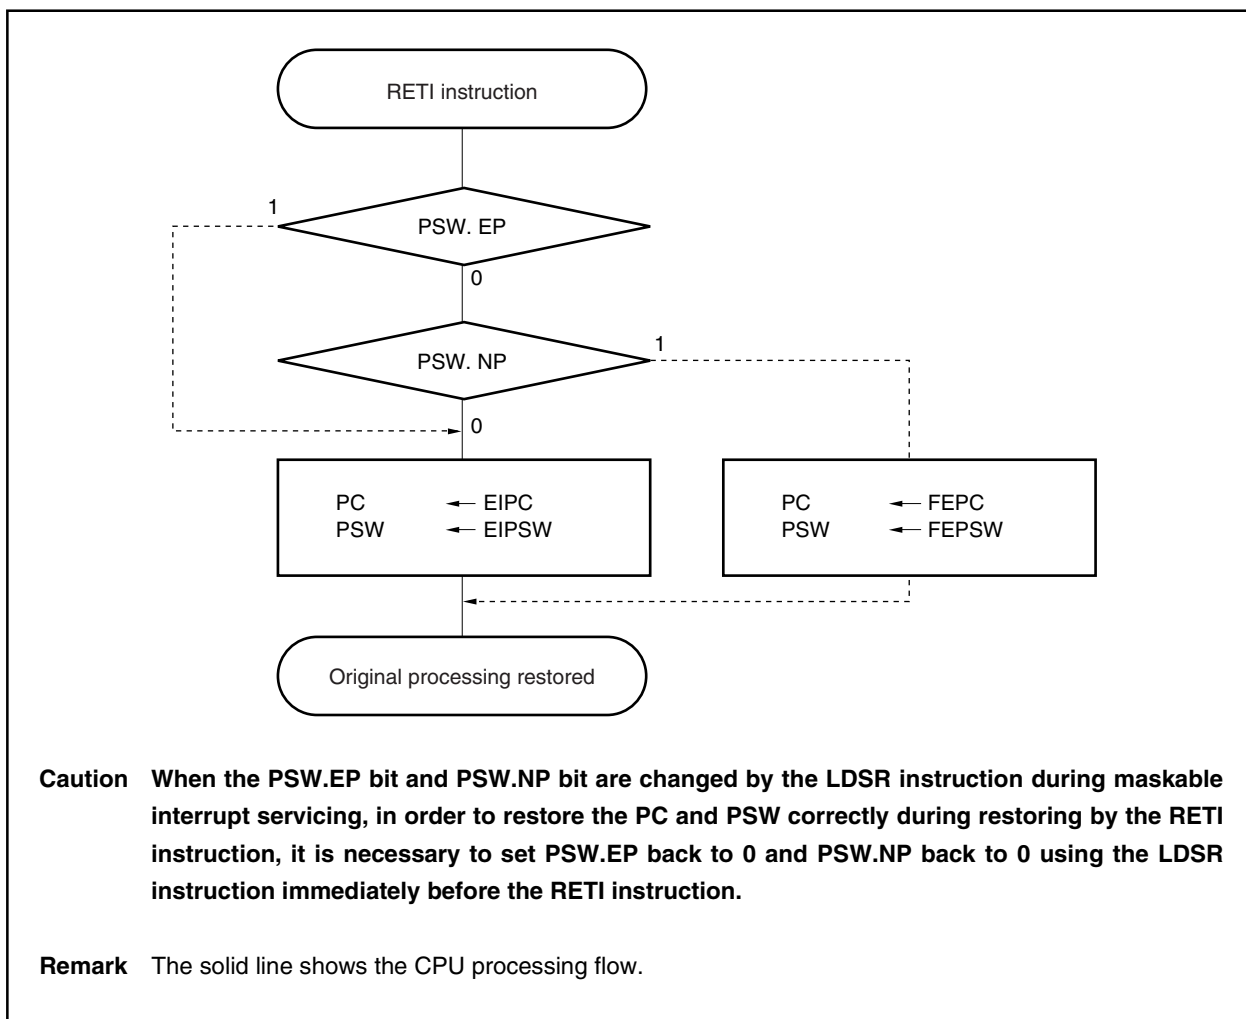 RETI instruction
1
PSW. EP
0
PSW. NP
1
0
PC ← EIPC
PSW ← EIPSW
PC ← FEPC
PSW ← FEPSW
Original processing restored
Caution When the PSW.EP bit and PSW.NP bit are changed by the LDSR instruction during maskable
interrupt servicing, in order to restore the PC and PSW correctly during restoring by the RETI
instruction, it is necessary to set PSW.EP back to 0 and PSW.NP back to 0 using the LDSR
instruction immediately before the RETI instruction.
Remark The solid line shows the CPU processing flow.